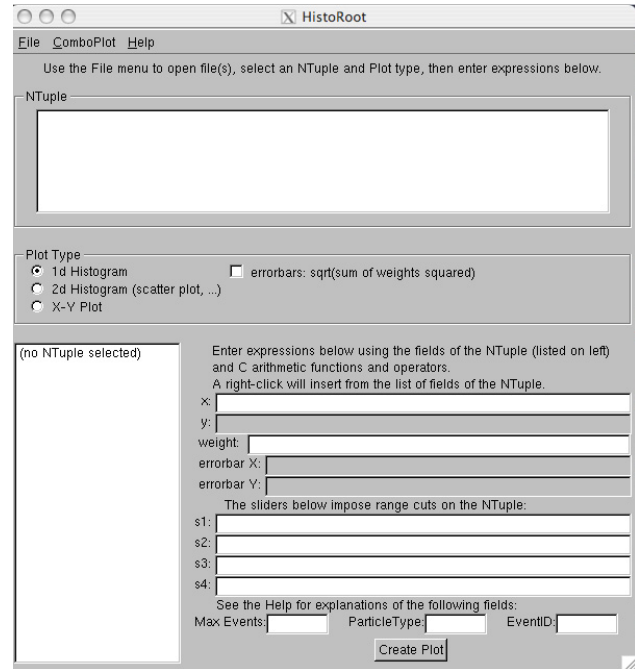 HistoRoot
File ComboPlot Help
Use the File menu to open file(s), select an NTuple and Plot type, then enter expressions below.
NTuple
Plot Type
1d Histogram
errorbars: sqrt(sum of weights squared)
2d Histogram (scatter plot, ...)
X-Y Plot
(no NTuple selected)
Enter expressions below using the fields of the NTuple (listed on left)
and C arithmetic functions and operators.
A right-click will insert from the list of fields of the NTuple.
x:
y:
weight:
errorbar X:
errorbar Y:
The sliders below impose range cuts on the NTuple:
s1:
s2:
s3:
s4:
See the Help for explanations of the following fields:
Max Events: ParticleType: EventID:
Create Plot